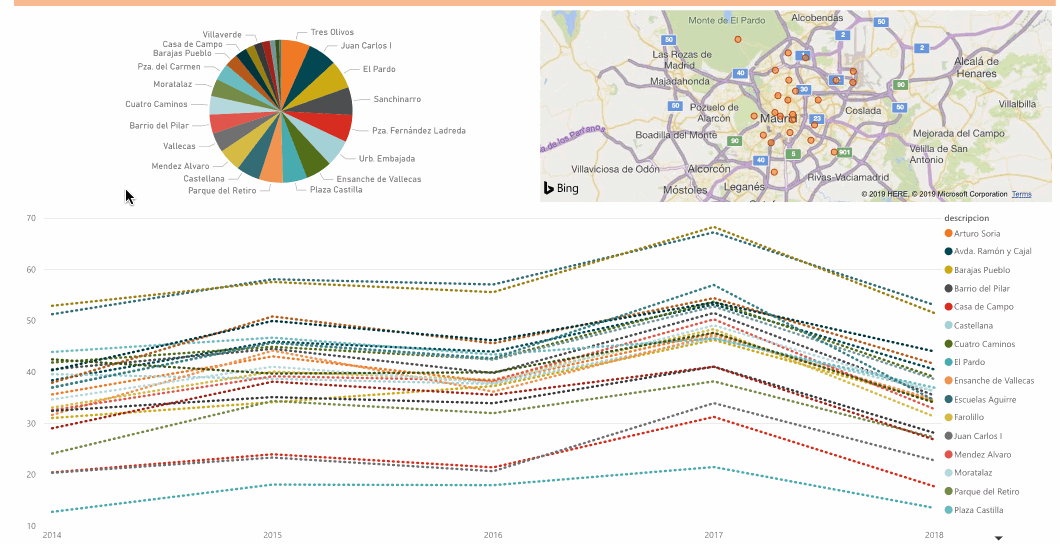 Villaverde
Tres Olivos
Casa de Campo
Juan Carlos I
Barajas Pueblo
Pza. del Carmen
El Pardo
Moratalaz
Sanchinarro
Cuatro Caminos
Barrio del Pilar
Pza. Fernández Ladreda
Vallecas
Urb. Embajada
Mendez Alvaro
Ensanche de Vallecas
Castellana
Parque del Retiro
Plaza Castilla
Monte de El Pardo
Alcobendas
50
50
2
2
Las Rozas de
Madrid
Alcalá de
Henares
40
Majadahonda
90
30
50
50
Villalbilla
Pozuelo de
Alarcón
Coslada
Madrid
23
Boadilla del Monte
Mejorada del Campo
90
Velilla de San
Antonio
5
901
40
Villaviciosa de Odón
Alcorcón
Rivas-Vaciamadrid
Móstoles
Leganés
Bing
© 2019 HERE, © 2019 Microsoft Corporation Terms
70
60
50
40
30
20
10
2014
2015
2016
2017
2018
descripcion
Arturo Soria
Avda. Ramón y Cajal
Barajas Pueblo
Barrio del Pilar
Casa de Campo
Castellana
Cuatro Caminos
El Pardo
Ensanche de Vallecas
Escuelas Aguirre
Farolillo
Juan Carlos I
Mendez Alvaro
Moratalaz
Parque del Retiro
Plaza Castilla